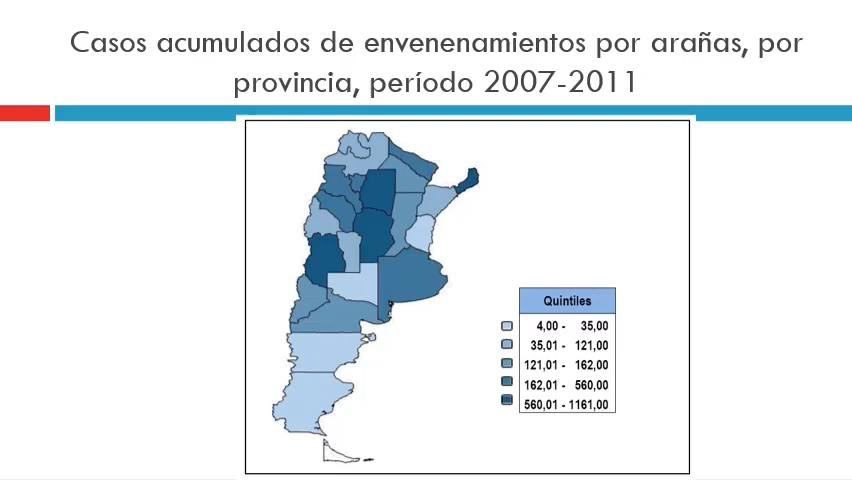 Casos acumulados de envenenamientos por arañas, por
provincia, período 2007-2011
Quintiles
4,00 - 35,00
35,01 - 121,00
121,01 - 162,00
162,01 - 560,00
560,01 - 1161,00